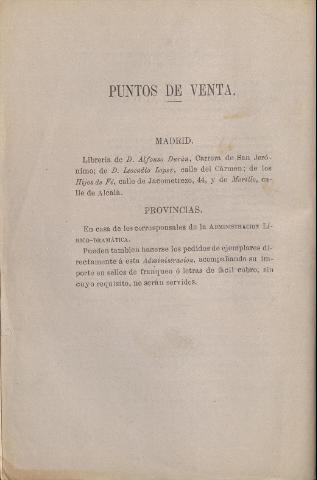 PUNTOS DE VENTA.
MADRID.
Librería de D. Alfonso Durán, Carrera de San Jeró-
nimo; de D. Leocadio Lopez, calle del Cármen; de los
Hijos de Fé, calle de Jacometrezo, 44, y de Murillo, ca-
lle de Alcalá.
PROVINCIAS.
En casa de los corresponsales de la ADMINISTRACION LÍ-
RICO-DRAMÁTICA.
Pueden tambien hacerse los pedidos de ejemplares di-
rectamente á esta Administracion, acompañando su im-
porte en sellos de franqueo ó letras de fácil cobro, sin
cuyo requisito, no serán servidos.